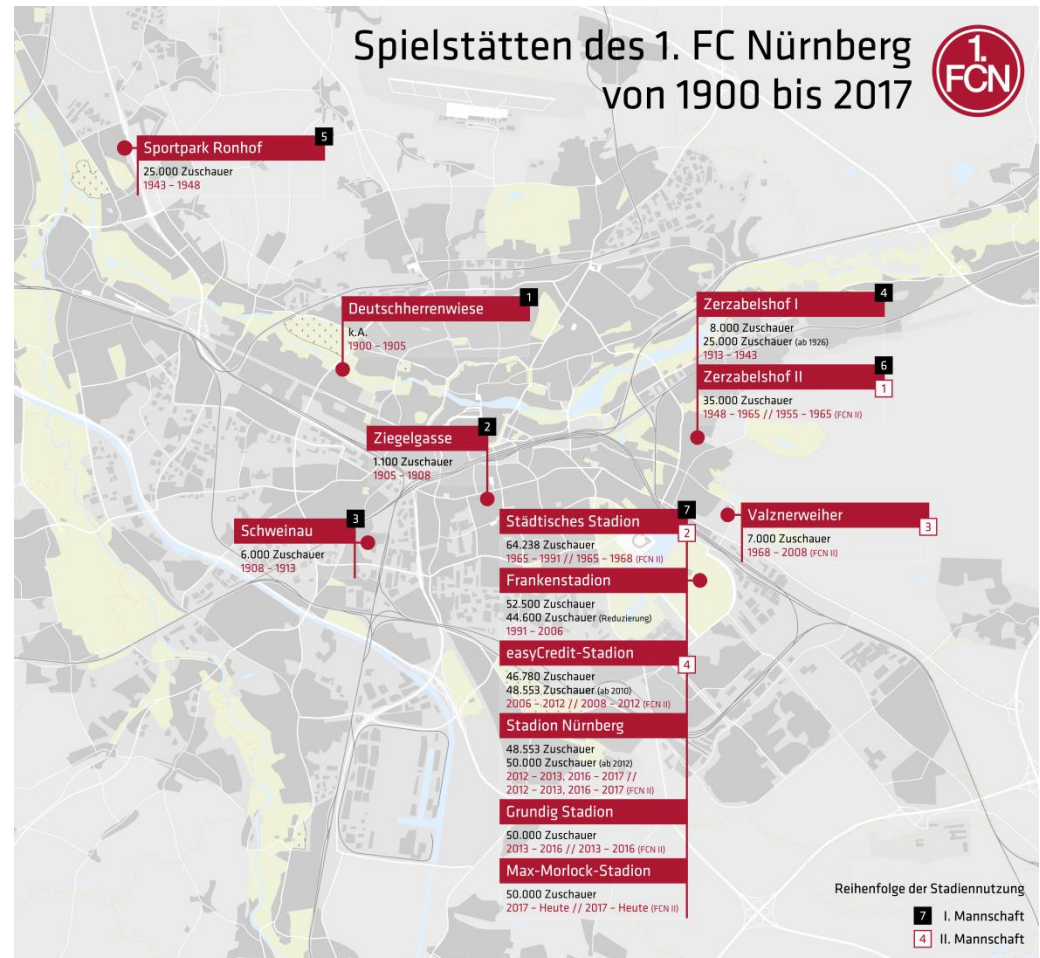 Spielstätten des 1. FC Nürnberg
von 1900 bis 2017
1.
FCN
5
Sportpark Ronhof
25.000 Zuschauer
1943 – 1948
1
Deutschherrenwiese
k.A.
1900 – 1905
4
Zerzabelshof I
8.000 Zuschauer
25.000 Zuschauer (ab 1926)
1913 – 1943
6
Zerzabelshof II
1
35.000 Zuschauer
1948 – 1965 // 1955 – 1965 (FCN II)
2
Ziegelgasse
1.100 Zuschauer
1905 – 1908
3
Schweinau
6.000 Zuschauer
1908 – 1913
7
Städtisches Stadion
2
64.238 Zuschauer
1965 – 1991 // 1965 – 1968 (FCN II)
Frankenstadion
52.500 Zuschauer
44.600 Zuschauer (Reduzierung)
1991 – 2006
easyCredit-Stadion
4
46.780 Zuschauer
48.553 Zuschauer (ab 2010)
2006 – 2012 // 2008 – 2012 (FCN II)
Stadion Nürnberg
48.553 Zuschauer
50.000 Zuschauer (ab 2012)
2012 – 2013, 2016 – 2017 //
2012 – 2013, 2016 – 2017 (FCN II)
Grundig Stadion
50.000 Zuschauer
2013 – 2016 // 2013 – 2016 (FCN II)
Max-Morlock-Stadion
50.000 Zuschauer
2017 – Heute // 2017 – Heute (FCN II)
Valznerweiher
3
7.000 Zuschauer
1968 – 2008 (FCN II)
Reihenfolge der Stadiennutzung
7 I. Mannschaft
4 II. Mannschaft